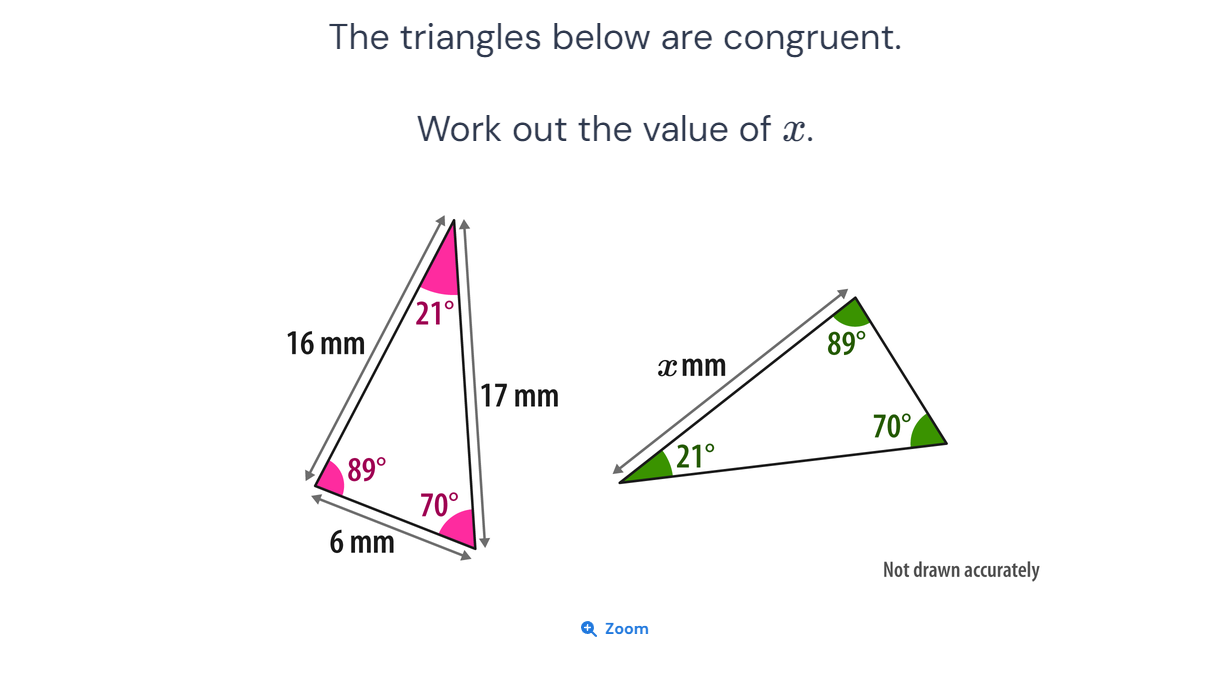 The triangles below are congruent.
Work out the value of x.
21°
16 mm
17 mm
89°
70°
6 mm
89°
x mm
70°
21°
Not drawn accurately
Zoom